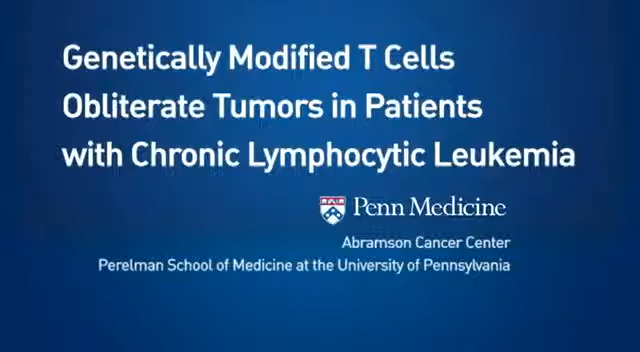 Genetically Modified T Cells
Obliterate Tumors in Patients
with Chronic Lymphocytic Leukemia
Penn Medicine
Abramson Cancer Center
Perelman School of Medicine at the University of Pennsylvania